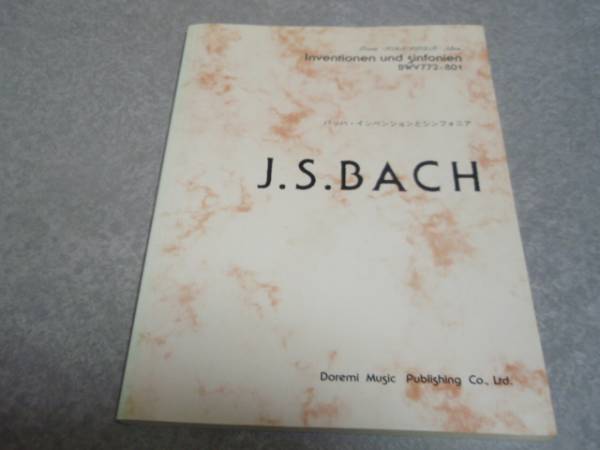 Inventionen und sinfonien
BWV772-801
バッハ・インベンションとシンフォニア
J.S.BACH
Doremi Music Publishing Co., Ltd.